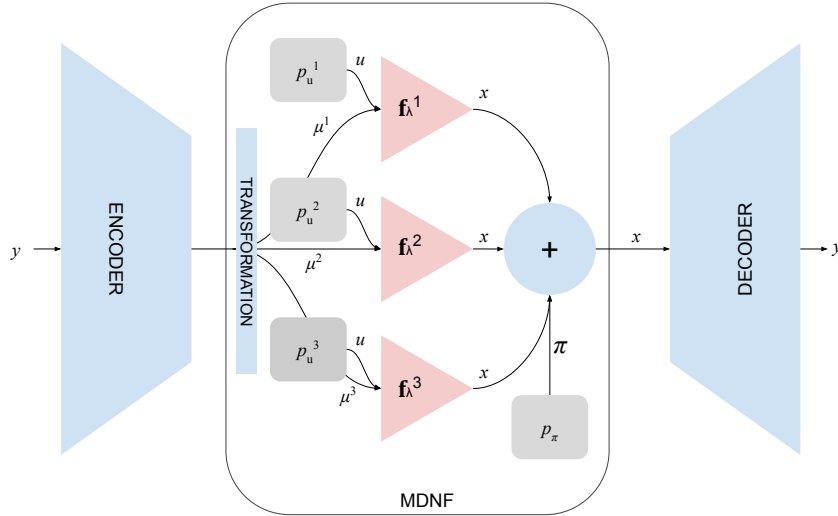 y
ENCODER
TRANSFORMATION
p_u^1
u
μ^1
f_λ^1
x
p_u^2
u
μ^2
f_λ^2
x
p_u^3
u
μ^3
f_λ^3
x
+
π
p_π
x
MDNF
DECODER
y